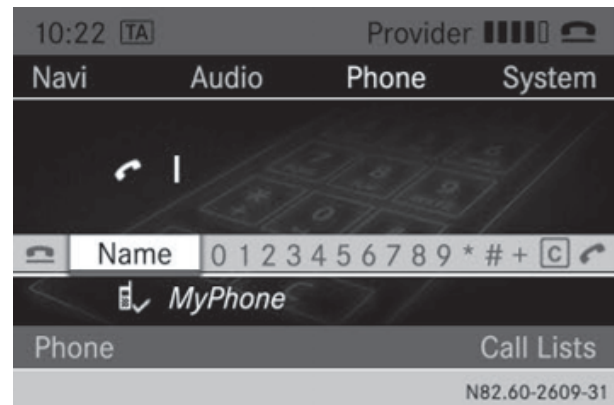 10:22 TA Provider
Navi Audio Phone System
Name 0 1 2 3 4 5 6 7 8 9 * # + C
MyPhone
Phone Call Lists
N82.60-2609-31